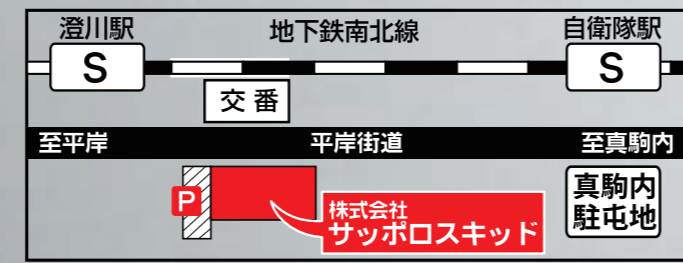 澄川駅
地下鉄南北線
自衛隊駅
S
S
交番
至平岸
平岸街道
至真駒内
P
株式会社
サッポロスキッド
真駒内
駐屯地